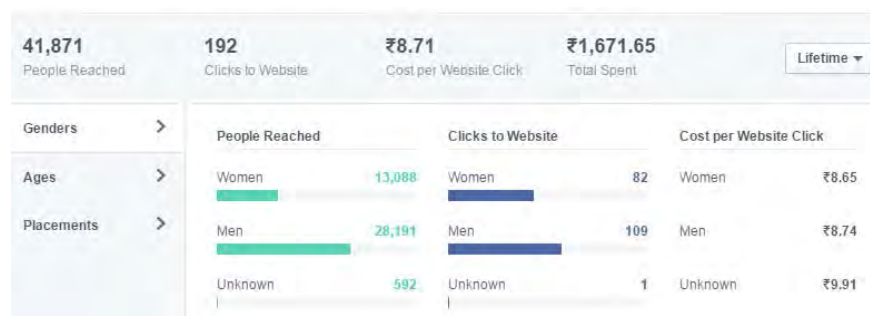 41,871 192 ₹8.71 ₹1,671.65
People Reached Clicks to Website Cost per Website Click Total Spent
Lifetime
Genders
Ages
Placements
People Reached Clicks to Website Cost per Website Click
Women 13,088 Women 82 Women ₹8.65
Men 28,191 Men 109 Men ₹8.74
Unknown 592 Unknown 1 Unknown ₹9.91